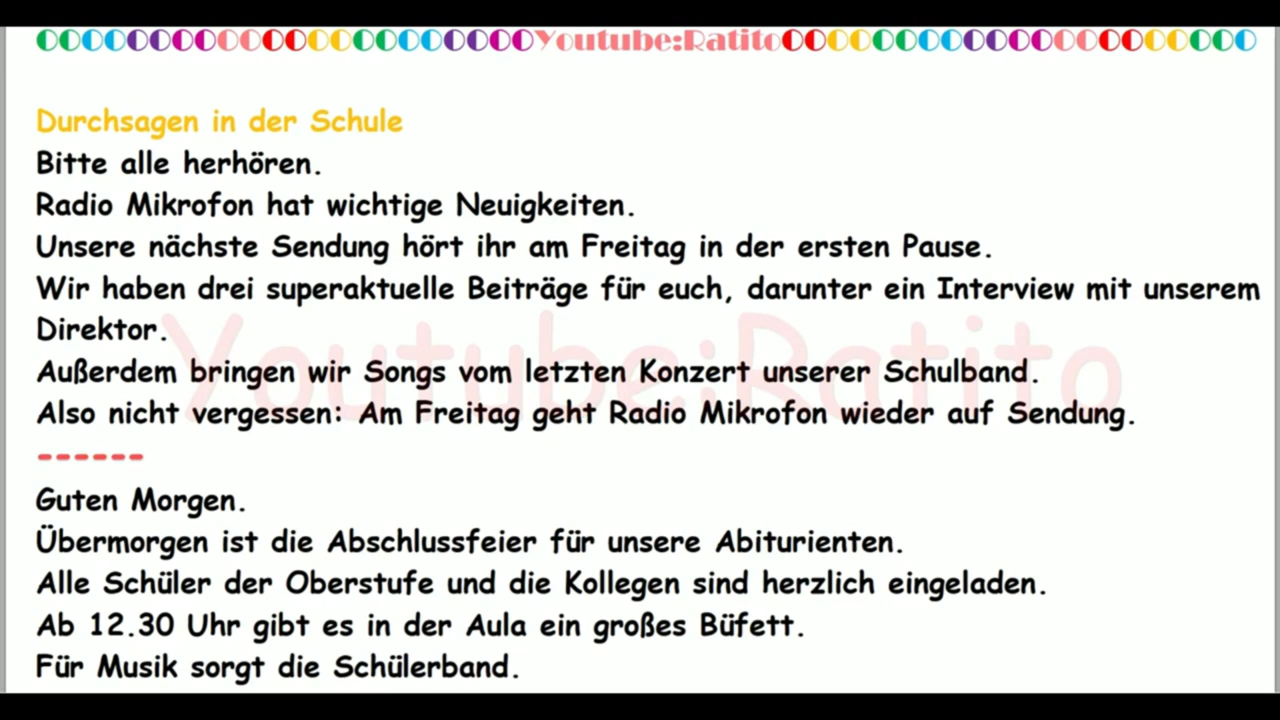 Youtube:Ratito
Durchsagen in der Schule
Bitte alle herhören.
Radio Mikrofon hat wichtige Neuigkeiten.
Unsere nächste Sendung hört ihr am Freitag in der ersten Pause.
Wir haben drei superaktuelle Beiträge für euch, darunter ein Interview mit unserem
Direktor.
Youtube:Ratito
Außerdem bringen wir Songs vom letzten Konzert unserer Schulband.
Also nicht vergessen: Am Freitag geht Radio Mikrofon wieder auf Sendung.
------
Guten Morgen.
Übermorgen ist die Abschlussfeier für unsere Abiturienten.
Alle Schüler der Oberstufe und die Kollegen sind herzlich eingeladen.
Ab 12.30 Uhr gibt es in der Aula ein großes Büfett.
Für Musik sorgt die Schülerband.